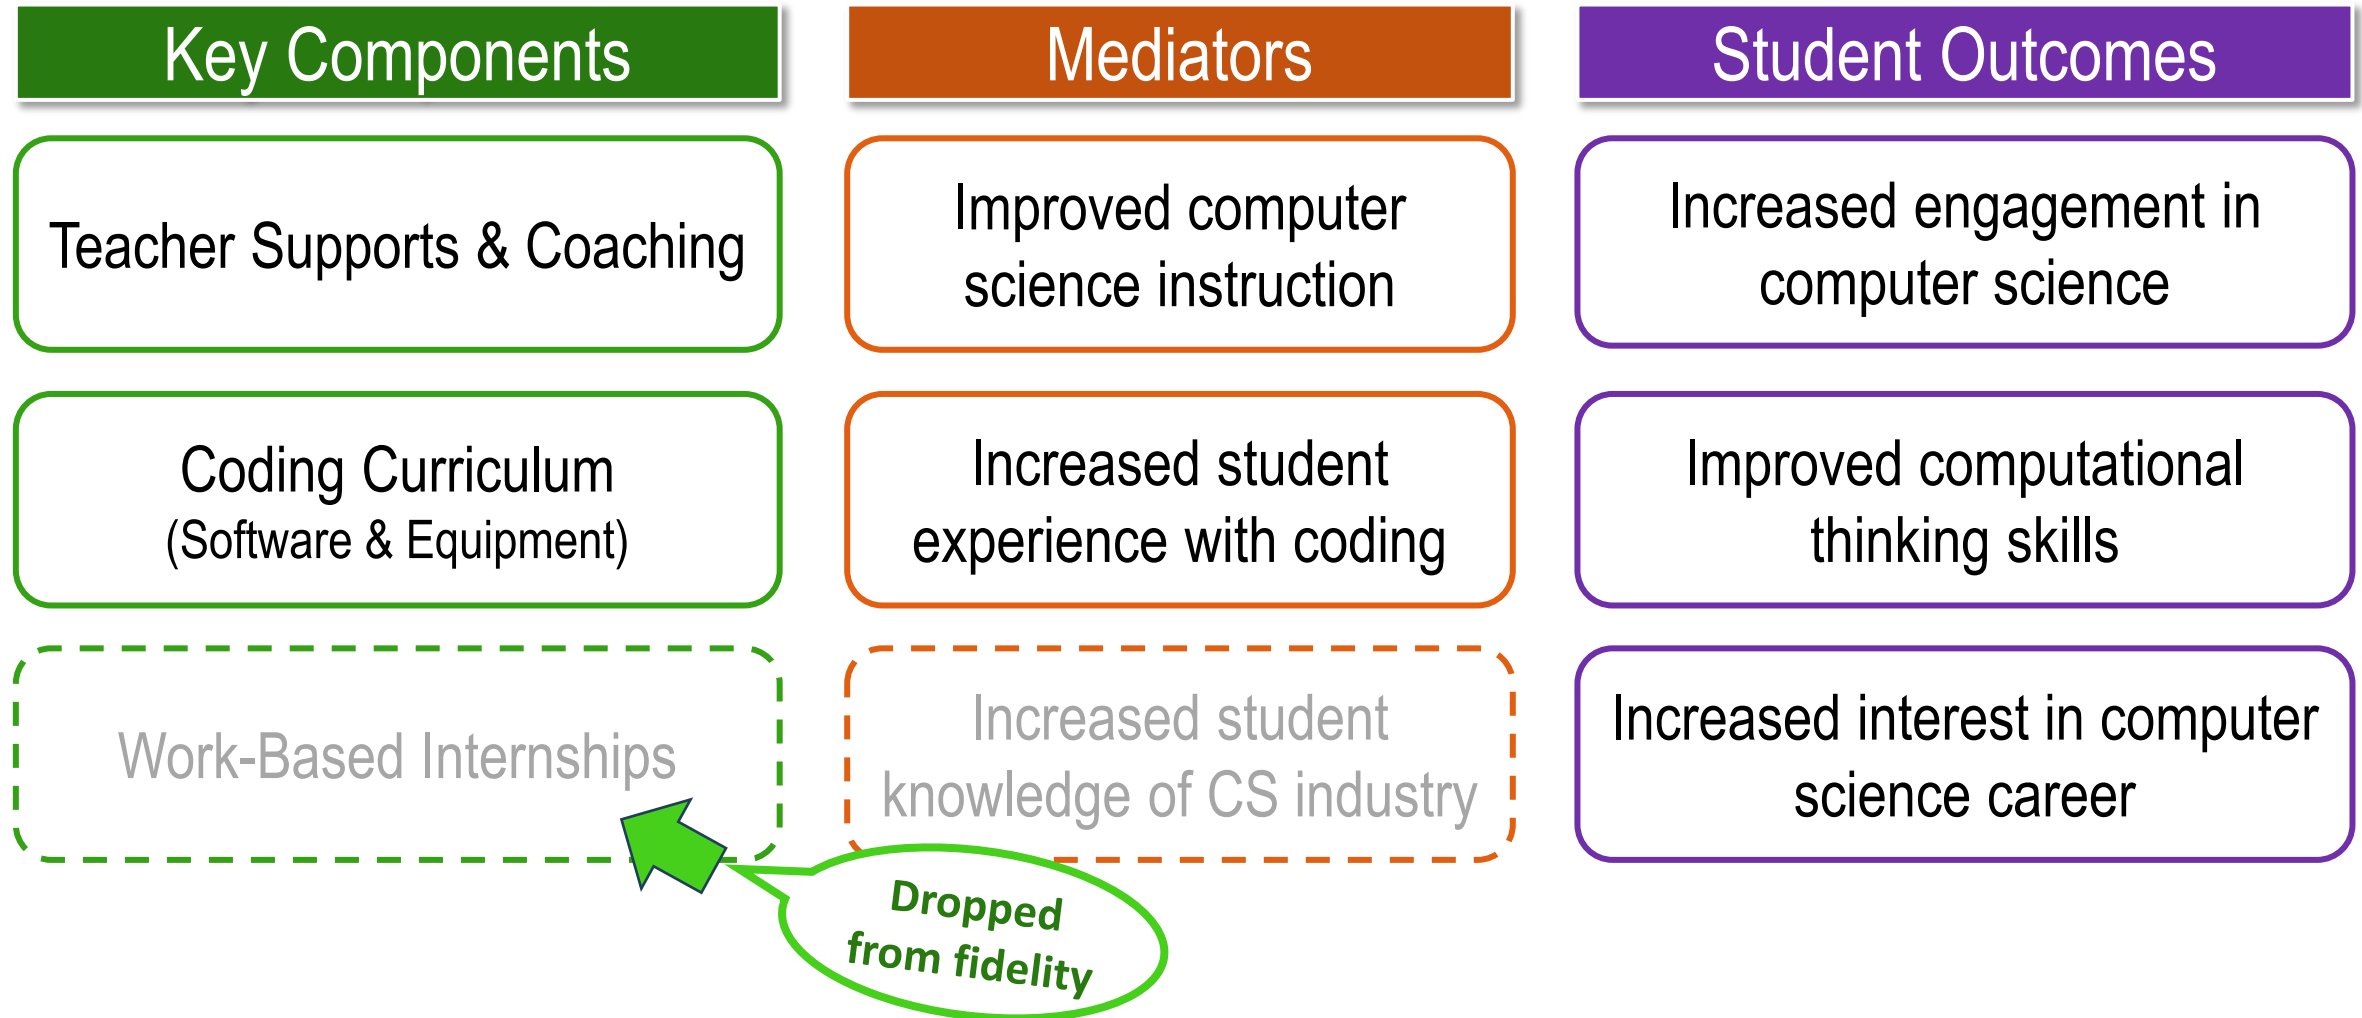 Key Components
Mediators
Student Outcomes
Teacher Supports & Coaching
Improved computer
science instruction
Increased engagement in
computer science
Coding Curriculum
(Software & Equipment)
Increased student
experience with coding
Improved computational
thinking skills
Work-Based Internships
Increased student
knowledge of CS industry
Increased interest in computer
science career
Dropped
from fidelity